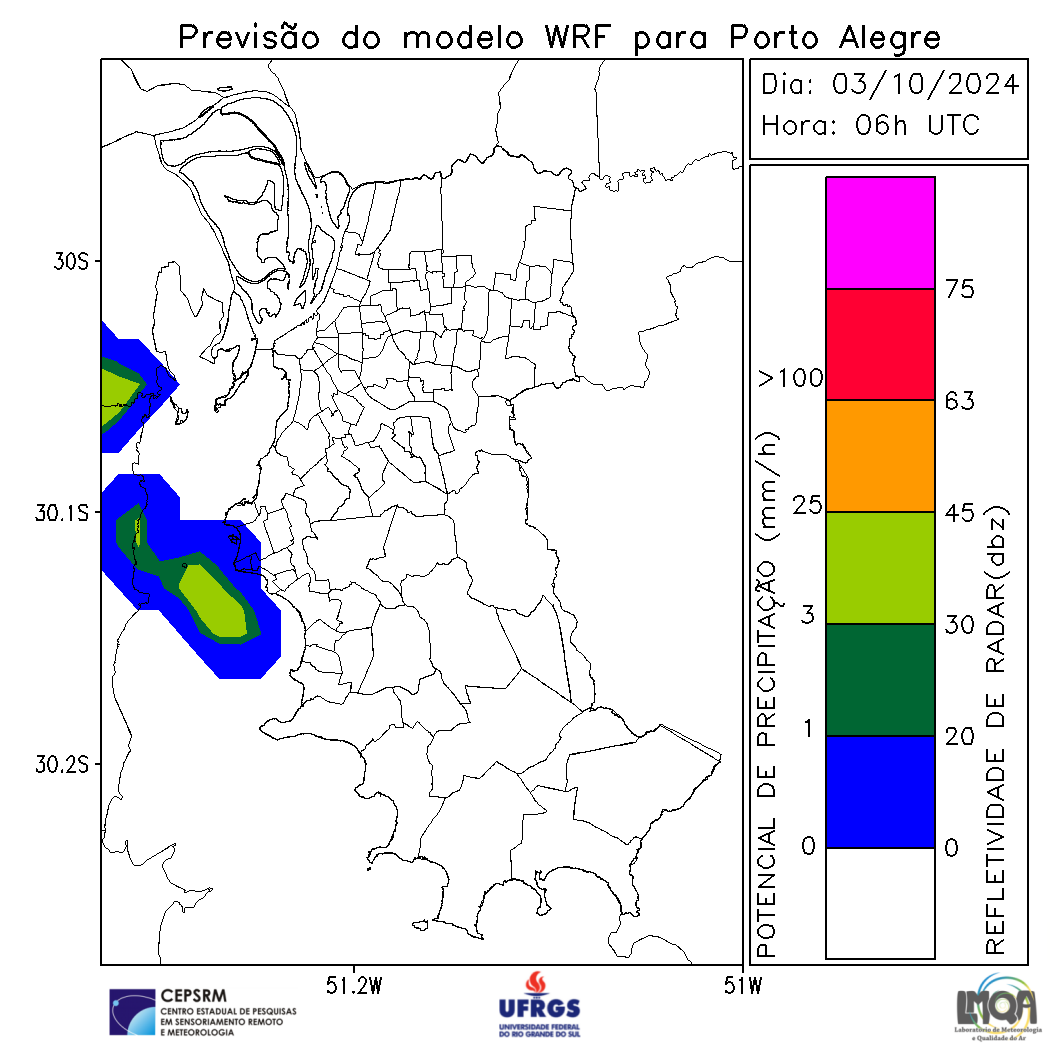 Previsão do modelo WRF para Porto Alegre
Dia: 03/10/2024
Hora: 06h UTC
30S
30.1S
30.2S
51.2W
51W
POTENCIAL DE PRECIPITAÇÃO (mm/h)
>100
25
3
1
0
75
63
45
30
20
0
REFLETIVIDADE DE RADAR(dbz)
CEPSRM
CENTRO ESTADUAL DE PESQUISAS
EM SENSORIAMENTO REMOTO
E METEOROLOGIA
UFRGS
UNIVERSIDADE FEDERAL
DO RIO GRANDE DO SUL
LMQA
Laboratório de Meteorologia
e Qualidade do Ar